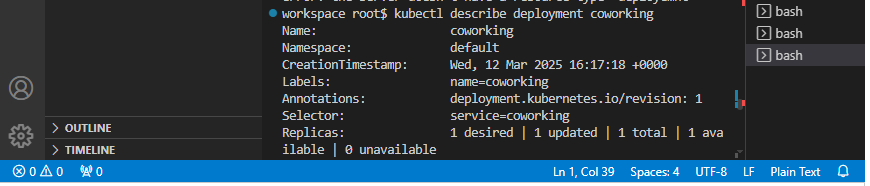 workspace root$ kubectl describe deployment coworking
Name: coworking
Namespace: default
CreationTimestamp: Wed, 12 Mar 2025 16:17:18 +0000
Labels: name=coworking
Annotations: deployment.kubernetes.io/revision: 1
Selector: service=coworking
Replicas: 1 desired | 1 updated | 1 total | 1 ava
ilable | 0 unavailable
bash
bash
bash
OUTLINE
TIMELINE
0 0 0 Ln 1, Col 39 Spaces: 4 UTF-8 LF Plain Text